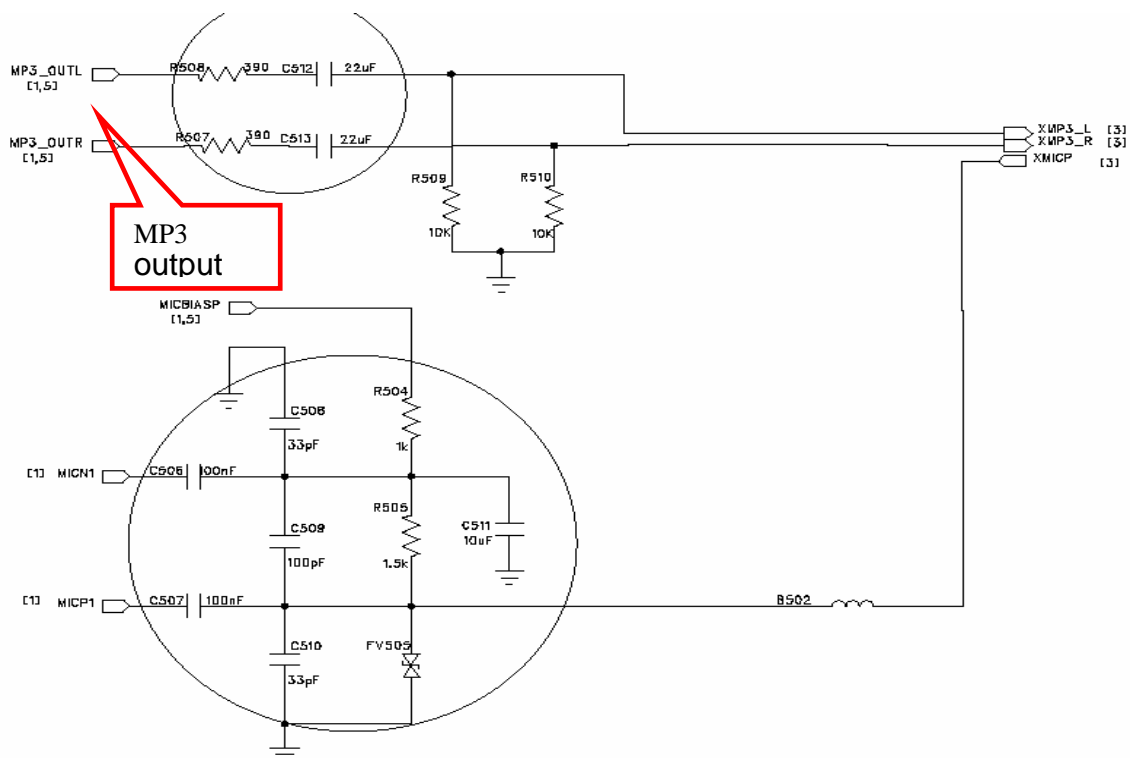 MP3_OUTL
[1,5]
R508
390
C512
22uF
MP3_OUTR
[1,5]
R507
390
C513
22uF
XMP3_L [3]
XMP3_R [3]
XMICP [3]
R509
10K
R510
10K
MP3
output
MICBIASP
[1,5]
R504
1k
C508
33pF
[1] MICN1
C506
100nF
R505
1.5k
C509
100pF
C511
10uF
[1] MICP1
C507
100nF
B502
C510
33pF
FV505